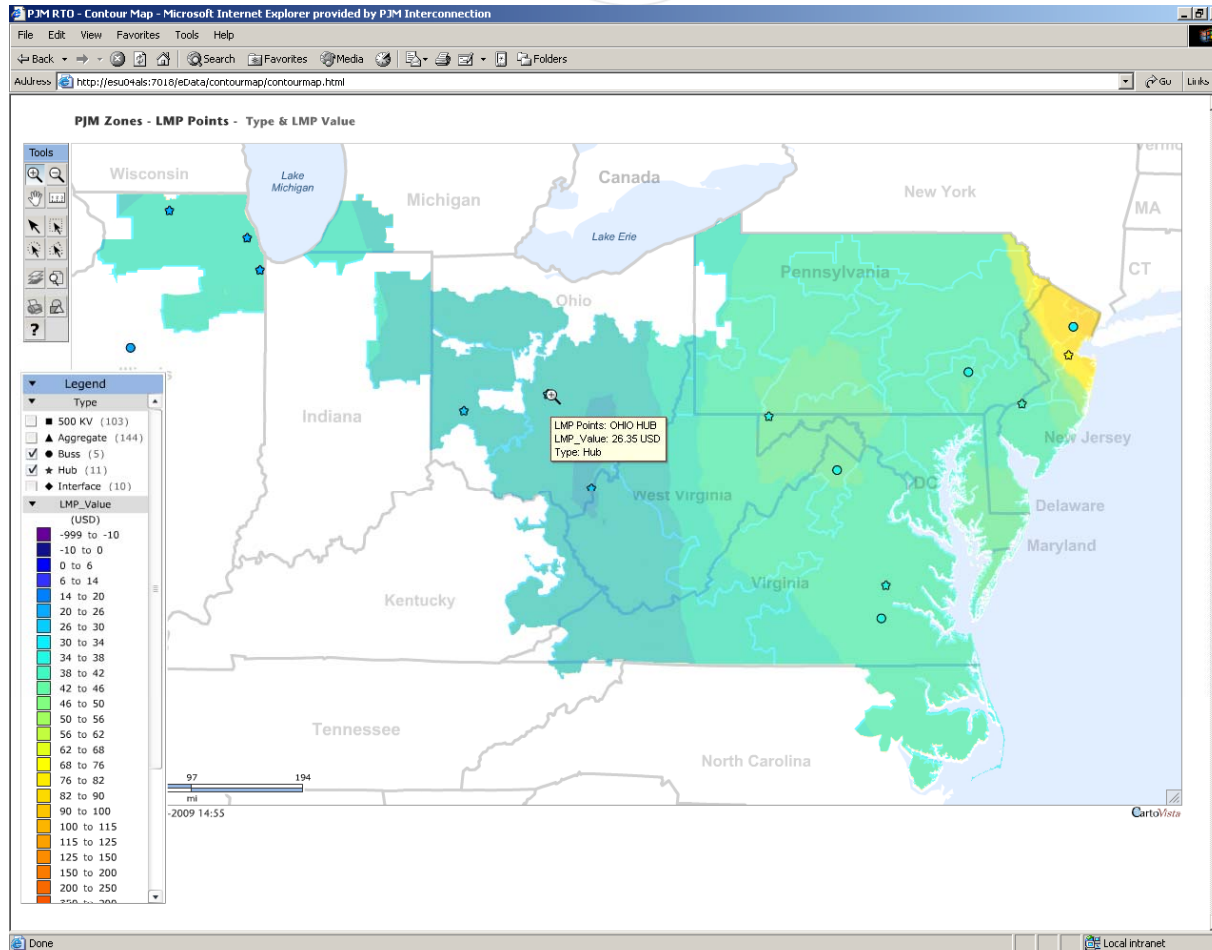 PJM RTO - Contour Map - Microsoft Internet Explorer provided by PJM Interconnection
File Edit View Favorites Tools Help
Back Search Favorites Media Folders
Address http://esu04als:7018/eData/contourmap/contourmap.html Go Links
PJM Zones - LMP Points - Type & LMP Value
Tools
?
Wisconsin
Lake Michigan
Michigan
Canada
Lake Erie
New York
MA
CT
Pennsylvania
Ohio
Indiana
New Jersey
LMP Points: OHIO HUB
LMP_Value: 26.35 USD
Type: Hub
West Virginia
DC
Delaware
Maryland
Virginia
Kentucky
Tennessee
North Carolina
Legend
Type
500 KV (103)
Aggregate (144)
Buss (5)
Hub (11)
Interface (10)
LMP_Value
(USD)
-999 to -10
-10 to 0
0 to 6
6 to 14
14 to 20
20 to 26
26 to 30
30 to 34
34 to 38
38 to 42
42 to 46
46 to 50
50 to 56
56 to 62
62 to 68
68 to 76
76 to 82
82 to 90
90 to 100
100 to 115
115 to 125
125 to 150
150 to 200
200 to 250
97 194
mi
-2009 14:55
CartoVista
Done Local intranet